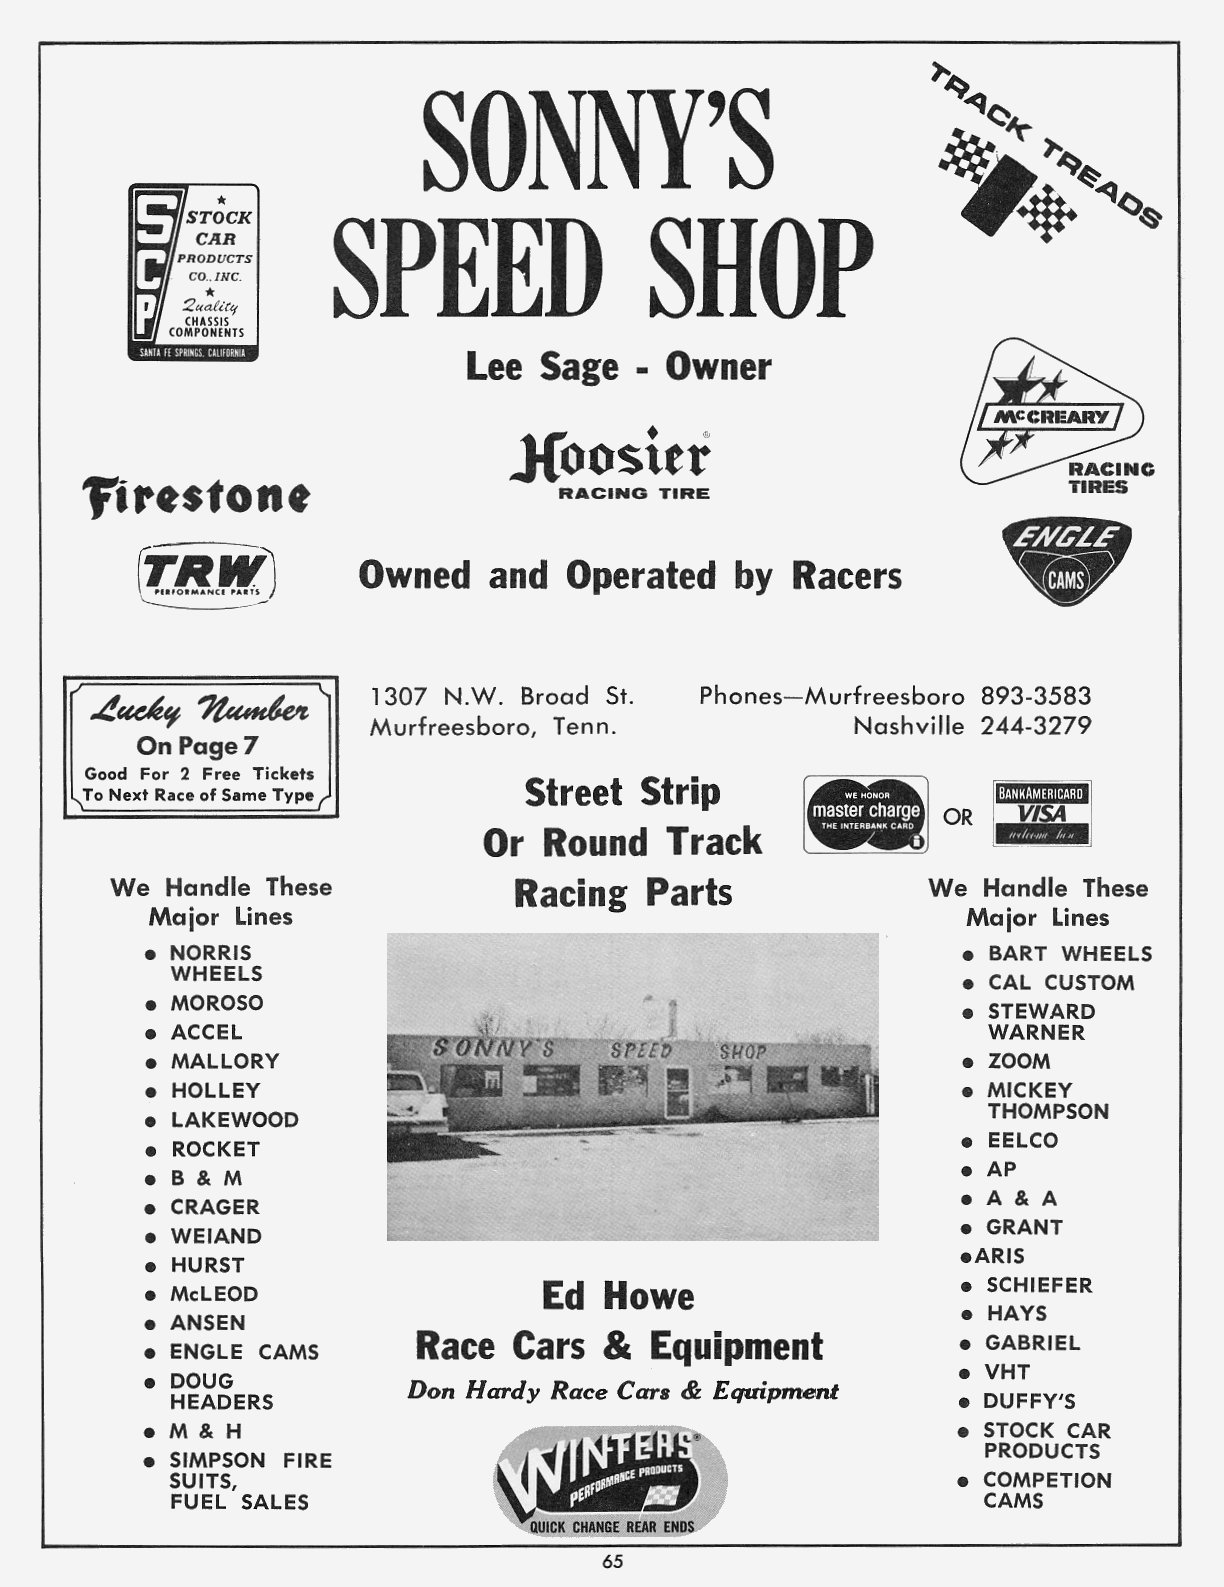 SONNY'S
SPEED SHOP
Lee Sage - Owner
TRACK TREADS
SCP
STOCK
CAR
PRODUCTS
CO., INC.
Quality
CHASSIS
COMPONENTS
SANTA FE SPRINGS, CALIFORNIA
Hoosier®
RACING TIRE
McCREARY
RACING
TIRES
Firestone
TRW
PERFORMANCE PARTS
ENGLE
CAMS
Owned and Operated by Racers
Lucky Number
On Page 7
Good For 2 Free Tickets
To Next Race of Same Type
1307 N.W. Broad St.
Murfreesboro, Tenn.
Phones—Murfreesboro 893-3583
Nashville 244-3279
Street Strip
Or Round Track
Racing Parts
WE HONOR
master charge
THE INTERBANK CARD
i
OR
BANKAMERICARD
VISA
welcome here
We Handle These
Major Lines
• NORRIS
WHEELS
• MOROSO
• ACCEL
• MALLORY
• HOLLEY
• LAKEWOOD
• ROCKET
• B & M
• CRAGER
• WEIAND
• HURST
• McLEOD
• ANSEN
• ENGLE CAMS
• DOUG
HEADERS
• M & H
• SIMPSON FIRE
SUITS,
FUEL SALES
SONNY'S SPEED SHOP
Ed Howe
Race Cars & Equipment
Don Hardy Race Cars & Equipment
WINTERS®
PERFORMANCE PRODUCTS
QUICK CHANGE REAR ENDS
We Handle These
Major Lines
• BART WHEELS
• CAL CUSTOM
• STEWARD
WARNER
• ZOOM
• MICKEY
THOMPSON
• EELCO
• AP
• A & A
• GRANT
• ARIS
• SCHIEFER
• HAYS
• GABRIEL
• VHT
• DUFFY'S
• STOCK CAR
PRODUCTS
• COMPETION
CAMS
65